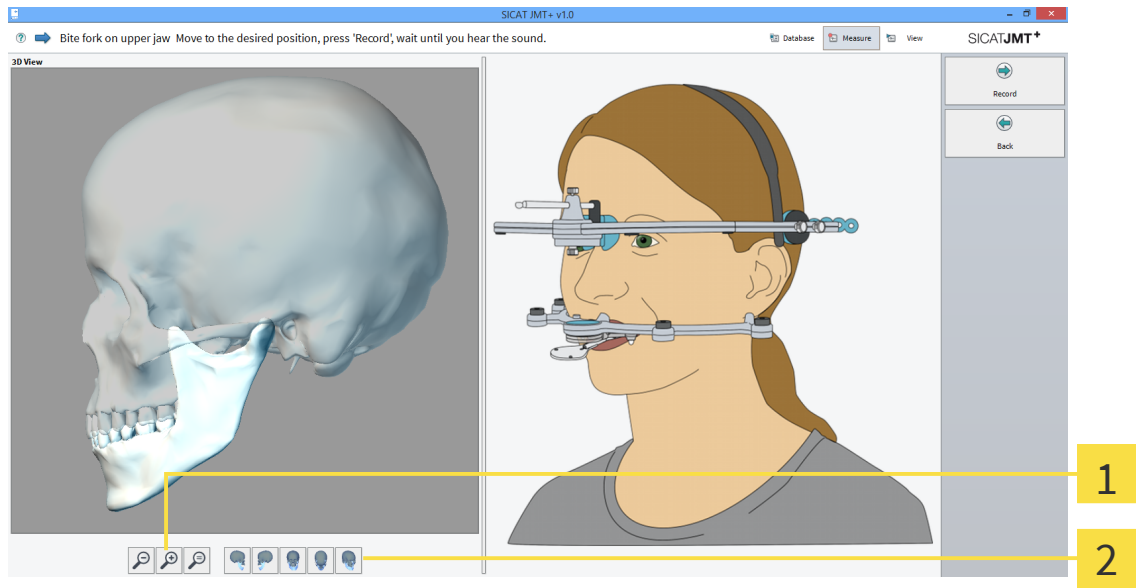 SICAT JMT+ v1.0
? Bite fork on upper jaw Move to the desired position, press 'Record', wait until you hear the sound.
Database Measure View SICATJMT+
3D View
Record
Back
1
2